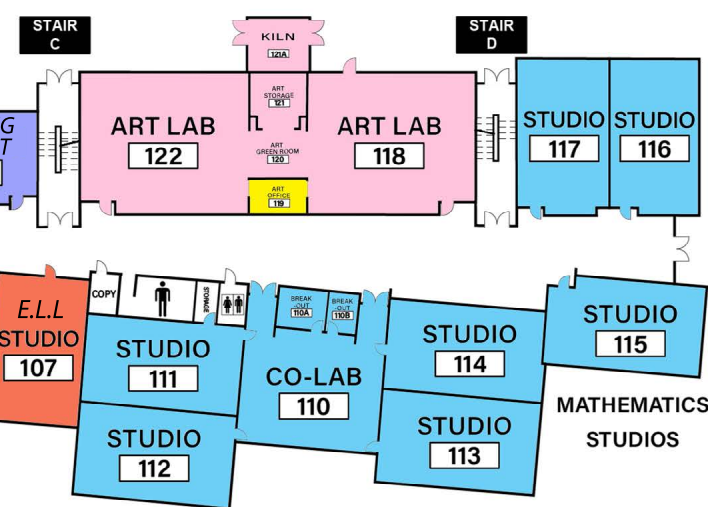 STAIR
C
STAIR
D
KILN
121A
ART
STORAGE
121
ART LAB
122
ART
GREEN ROOM
120
ART LAB
118
ART
OFFICE
119
STUDIO
117
STUDIO
116
G
T
COPY
STORAGE
BREAK
-OUT
110A
BREAK
-OUT
110B
E.L.L
STUDIO
107
STUDIO
111
STUDIO
112
CO-LAB
110
STUDIO
114
STUDIO
113
STUDIO
115
MATHEMATICS
STUDIOS